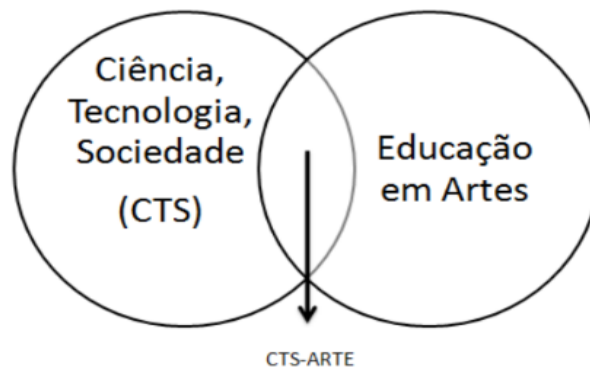 Ciência,
Tecnologia,
Sociedade
(CTS)
Educação
em Artes
CTS-ARTE